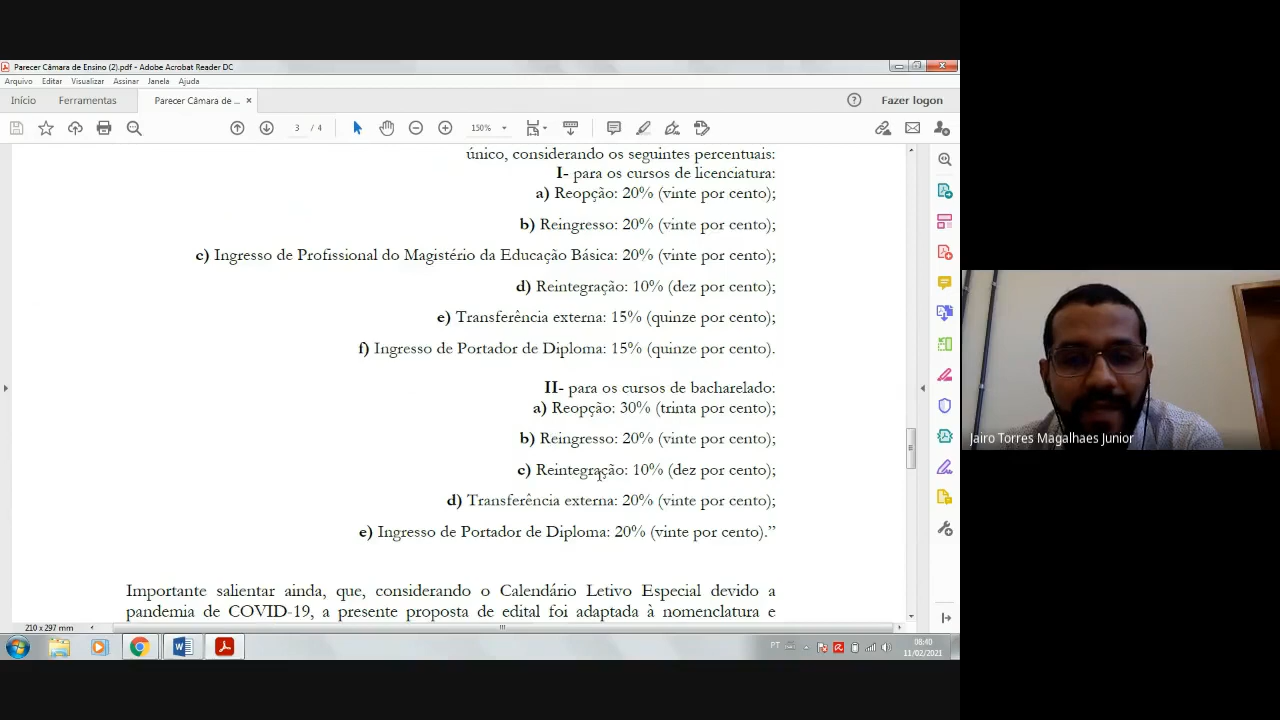 Parecer Câmara de Ensino (2).pdf - Adobe Acrobat Reader DC
Arquivo Editar Visualizar Assinar Janela Ajuda
Início Ferramentas Parecer Câmara de ... × Fazer logon
3 / 4 150%
único, considerando os seguintes percentuais:
I- para os cursos de licenciatura:
a) Reopção: 20% (vinte por cento);
b) Reingresso: 20% (vinte por cento);
c) Ingresso de Profissional do Magistério da Educação Básica: 20% (vinte por cento);
d) Reintegração: 10% (dez por cento);
e) Transferência externa: 15% (quinze por cento);
f) Ingresso de Portador de Diploma: 15% (quinze por cento).
II- para os cursos de bacharelado:
a) Reopção: 30% (trinta por cento);
b) Reingresso: 20% (vinte por cento);
c) Reintegração: 10% (dez por cento);
d) Transferência externa: 20% (vinte por cento);
e) Ingresso de Portador de Diploma: 20% (vinte por cento).”
Importante salientar ainda, que, considerando o Calendário Letivo Especial devido a
pandemia de COVID-19, a presente proposta de edital foi adaptada à nomenclatura e
210 x 297 mm
PT 08:40
11/02/2021
Jairo Torres Magalhaes Junior